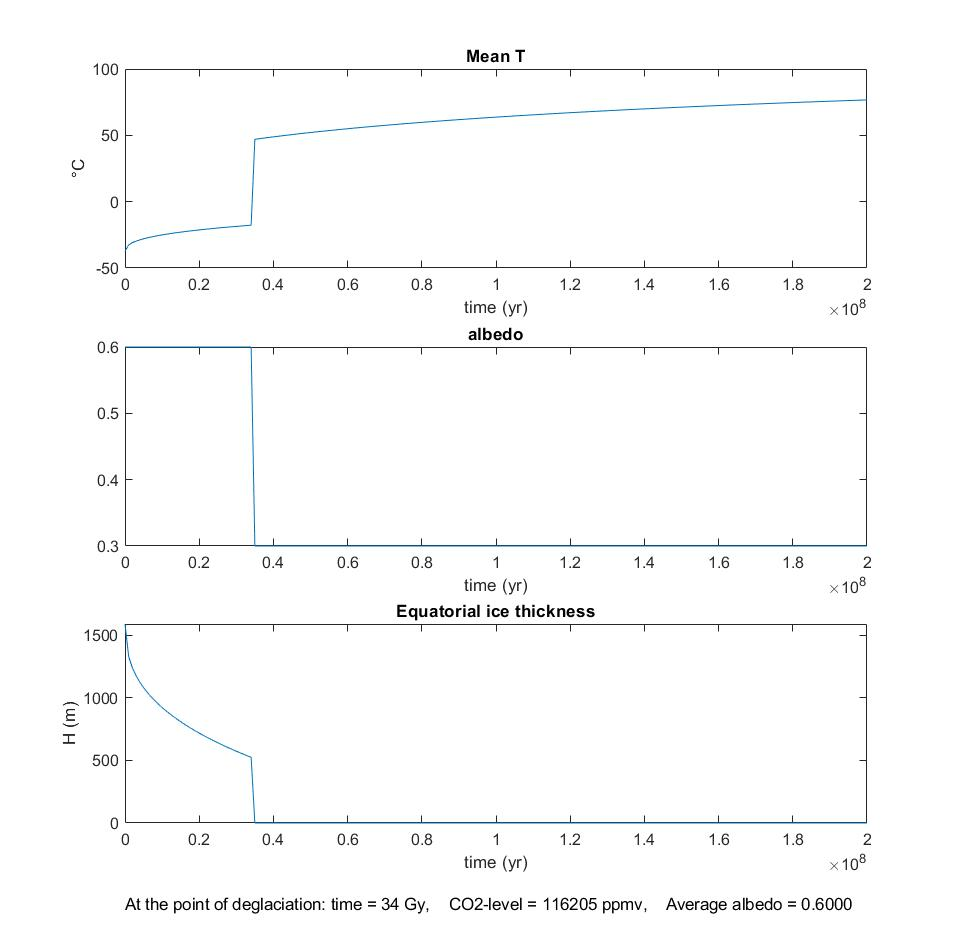 Mean T
100
50
0
-50
°C
0 0.2 0.4 0.6 0.8 1 1.2 1.4 1.6 1.8 2
time (yr)
×10⁸
albedo
0.6
0.5
0.4
0.3
0 0.2 0.4 0.6 0.8 1 1.2 1.4 1.6 1.8 2
time (yr)
×10⁸
Equatorial ice thickness
1500
1000
500
0
H (m)
0 0.2 0.4 0.6 0.8 1 1.2 1.4 1.6 1.8 2
time (yr)
×10⁸
At the point of deglaciation: time = 34 Gy, CO2-level = 116205 ppmv, Average albedo = 0.6000